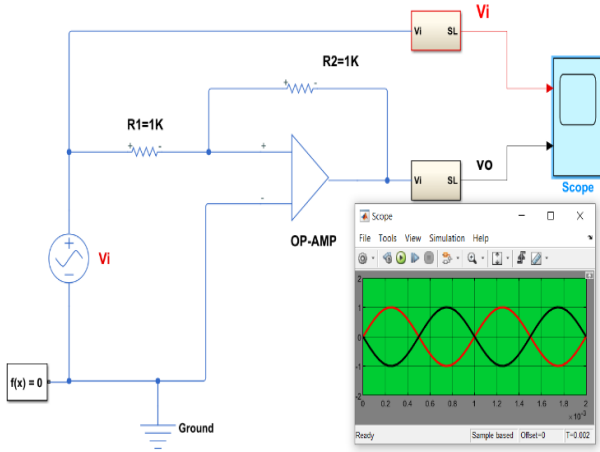 Vi
Vi SL
R2=1K
R1=1K
+ -
+ -
+
-
OP-AMP
Vi SL
vo
Scope
+
-
Vi
f(x) = 0
Ground
Scope
File Tools View Simulation Help
2
1
0
-1
-2
0 0.2 0.4 0.6 0.8 1 1.2 1.4 1.6 1.8 2
Ready Sample based Offset=0 T=0.002